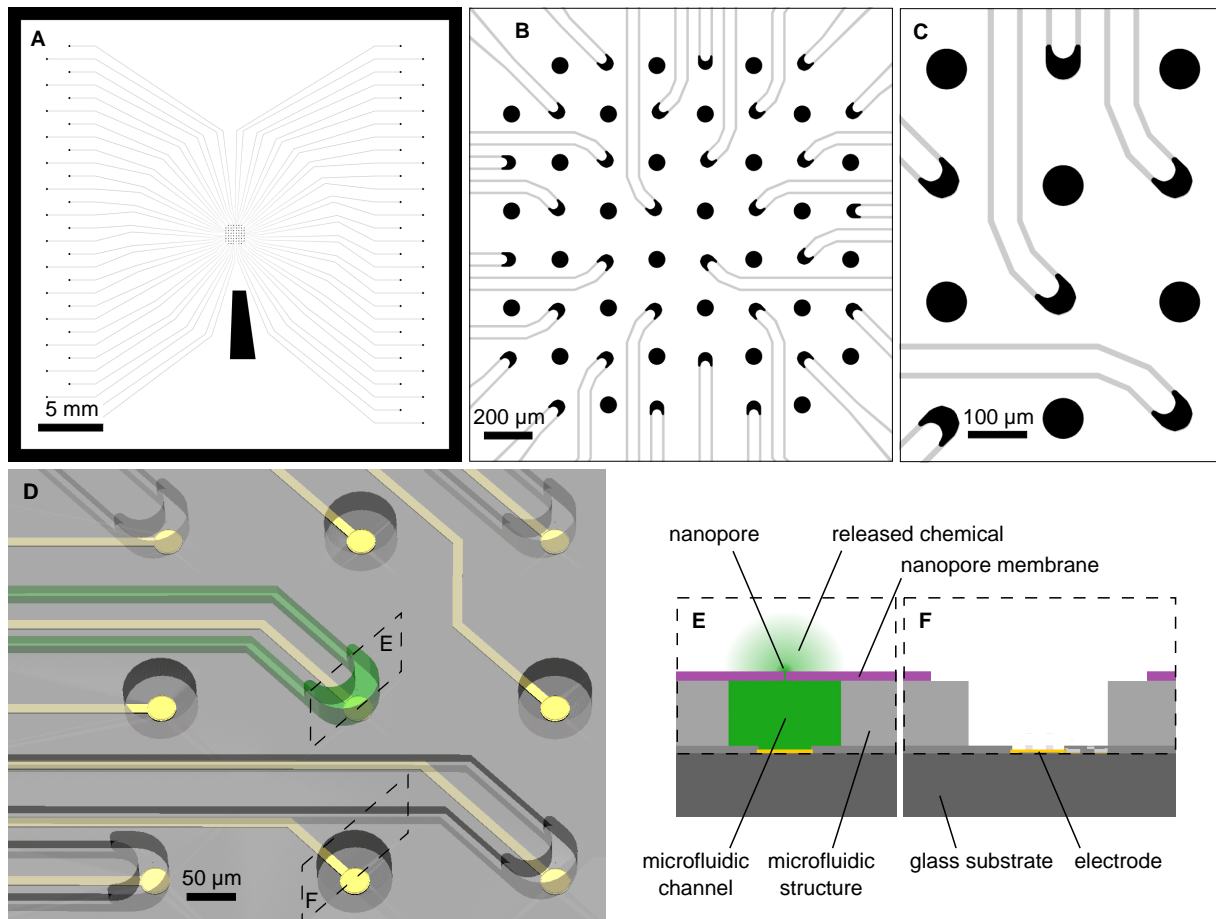 A
5 mm
B
200 µm
C
100 µm
D
E
F
50 µm
nanopore
released chemical
nanopore membrane
E
F
microfluidic
channel
microfluidic
structure
glass substrate
electrode